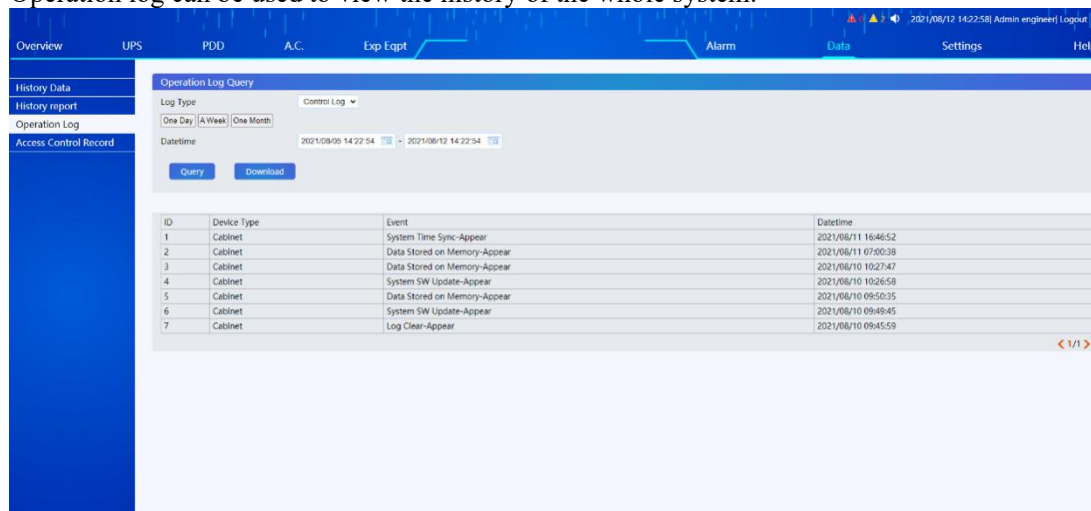 Operation log can be used to view the history of the whole system.
0 2 2021/08/12 14:22:58| Admin engineer| Logout
Overview UPS PDD A.C. Exp Eqpt Alarm Data Settings Hel
History Data
History report
Operation Log
Access Control Record
Operation Log Query
Log Type Control Log
One Day A Week One Month
Datetime 2021/08/05 14:22:54 - 2021/08/12 14:22:54
Query Download
ID Device Type Event Datetime
1 Cabinet System Time Sync-Appear 2021/08/11 16:46:52
2 Cabinet Data Stored on Memory-Appear 2021/08/11 07:00:38
3 Cabinet Data Stored on Memory-Appear 2021/08/10 10:27:47
4 Cabinet System SW Update-Appear 2021/08/10 10:26:58
5 Cabinet Data Stored on Memory-Appear 2021/08/10 09:50:35
6 Cabinet System SW Update-Appear 2021/08/10 09:49:45
7 Cabinet Log Clear-Appear 2021/08/10 09:45:59
1/1